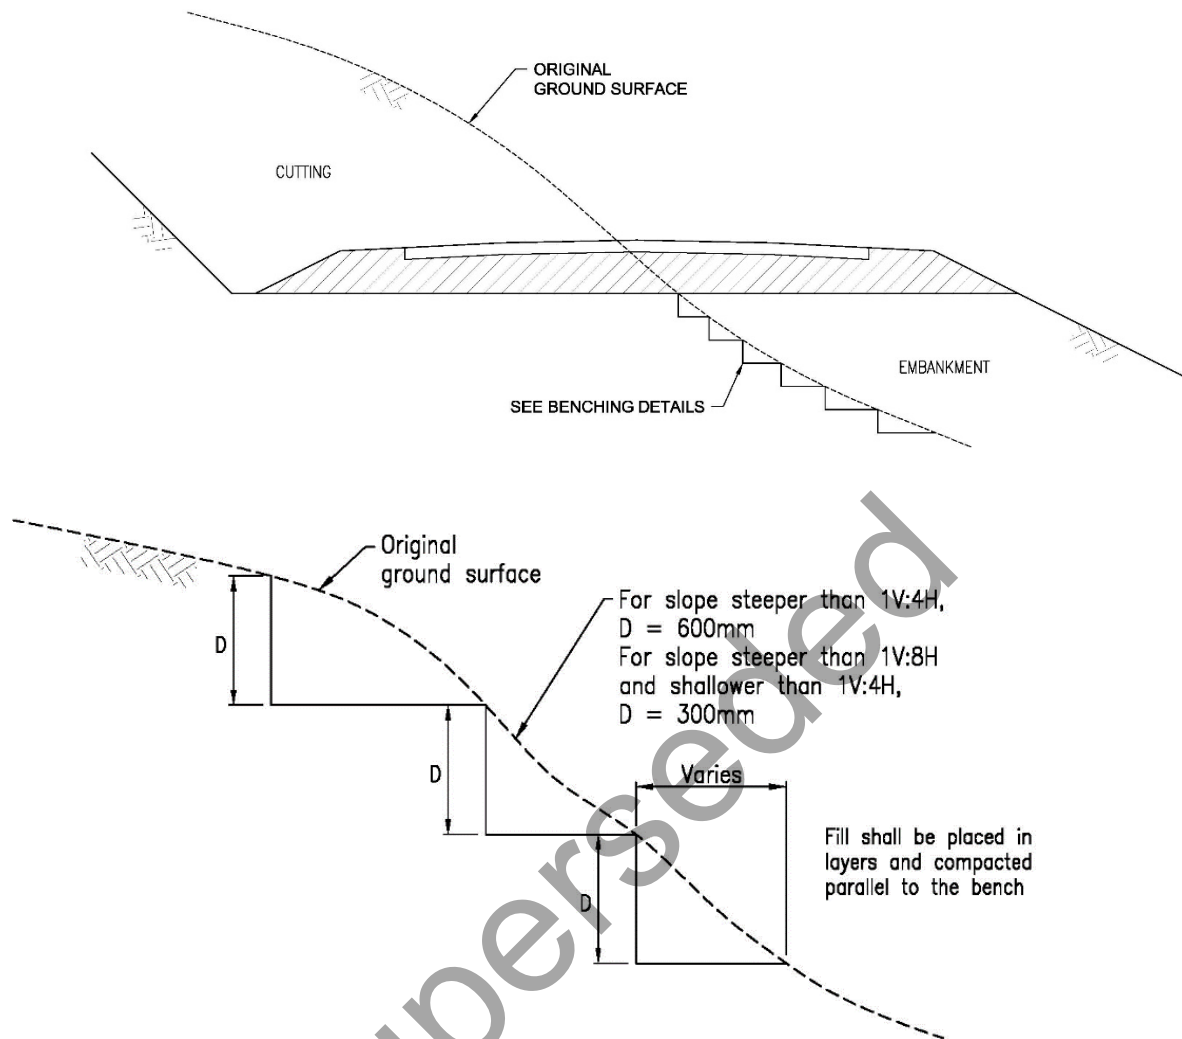 ORIGINAL
GROUND SURFACE
CUTTING
EMBANKMENT
SEE BENCHING DETAILS
Original
ground surface
For slope steeper than 1V:4H,
D = 600mm
For slope steeper than 1V:8H
and shallower than 1V:4H,
D = 300mm
D
D
Varies
D
Fill shall be placed in
layers and compacted
parallel to the bench
perseded